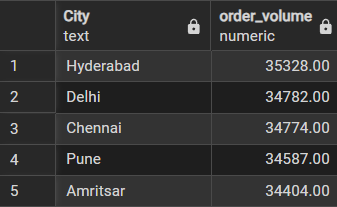 City order_volume
text numeric
1 Hyderabad 35328.00
2 Delhi 34782.00
3 Chennai 34774.00
4 Pune 34587.00
5 Amritsar 34404.00